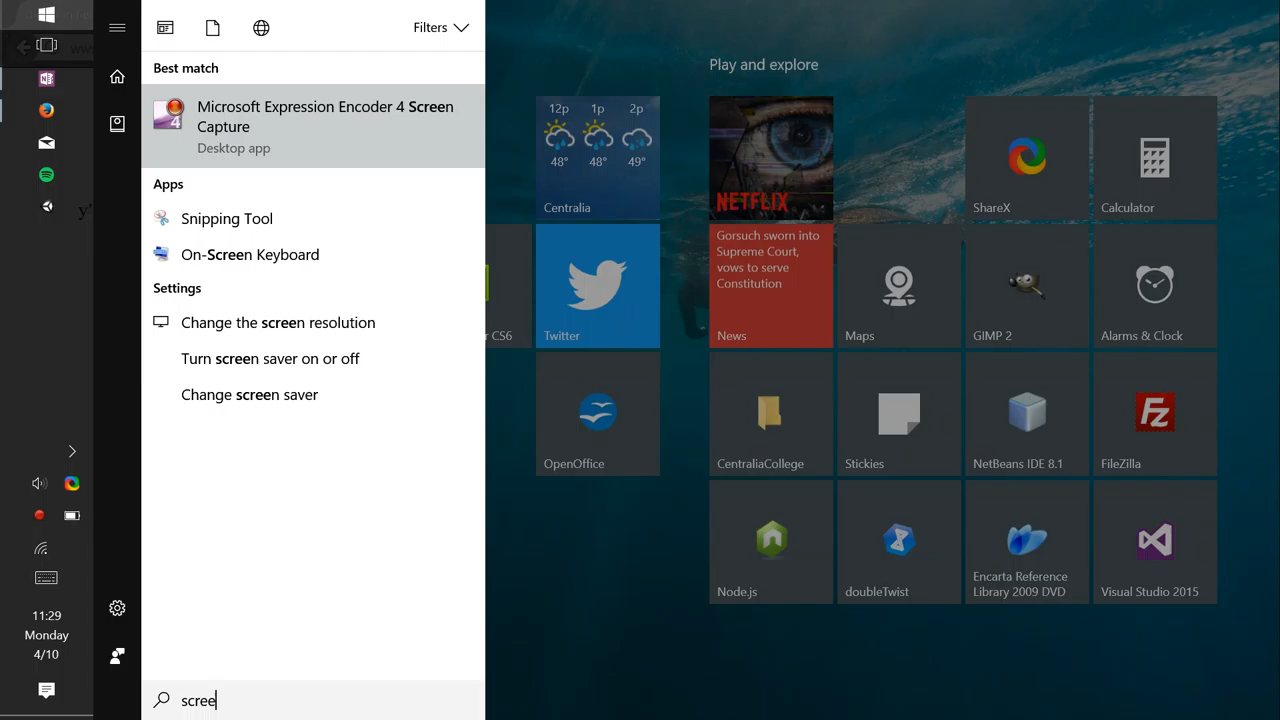 Filters
Best match
Microsoft Expression Encoder 4 Screen
Capture
Desktop app
Apps
Snipping Tool
On-Screen Keyboard
Settings
Change the screen resolution
Turn screen saver on or off
Change screen saver
scree
11:29
Monday
4/10
y'
Play and explore
12p 1p 2p
48° 48° 49°
Centralia
NETFLIX
ShareX
Calculator
r CS6
Twitter
Gorsuch sworn into
Supreme Court,
vows to serve
Constitution
News
Maps
GIMP 2
Alarms & Clock
OpenOffice
CentraliaCollege
Stickies
NetBeans IDE 8.1
Fz
FileZilla
Node.js
doubleTwist
Encarta Reference
Library 2009 DVD
Visual Studio 2015